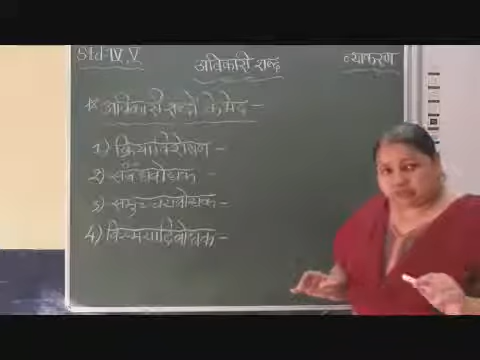 Std-IV, V
अविकारी शब्द
व्याकरण
* अविकारी शब्दों के भेद -
1) क्रियाविशेषण -
2) संबंधबोधक -
3) समुच्चयबोधक -
4) विस्मयादिबोधक -